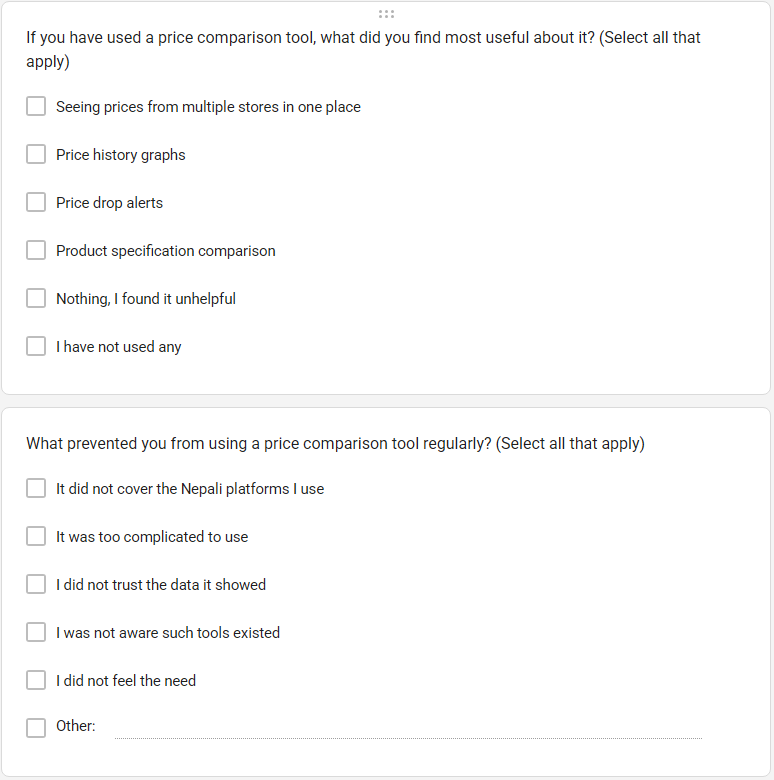 If you have used a price comparison tool, what did you find most useful about it? (Select all that
apply)
Seeing prices from multiple stores in one place
Price history graphs
Price drop alerts
Product specification comparison
Nothing, I found it unhelpful
I have not used any
What prevented you from using a price comparison tool regularly? (Select all that apply)
It did not cover the Nepali platforms I use
It was too complicated to use
I did not trust the data it showed
I was not aware such tools existed
I did not feel the need
Other: